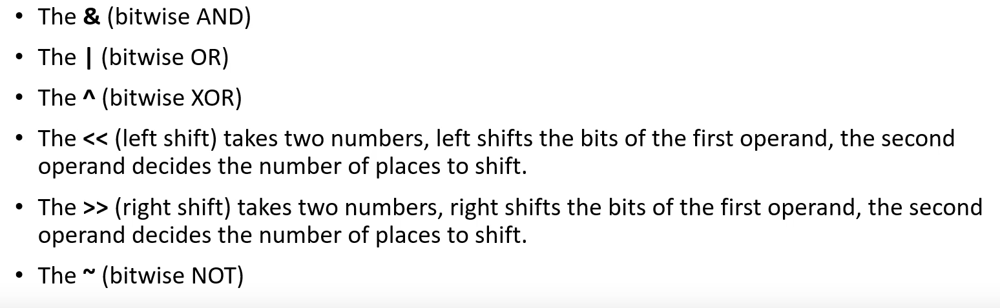 • The & (bitwise AND)
• The | (bitwise OR)
• The ^ (bitwise XOR)
• The << (left shift) takes two numbers, left shifts the bits of the first operand, the second
operand decides the number of places to shift.
• The >> (right shift) takes two numbers, right shifts the bits of the first operand, the second
operand decides the number of places to shift.
• The ~ (bitwise NOT)